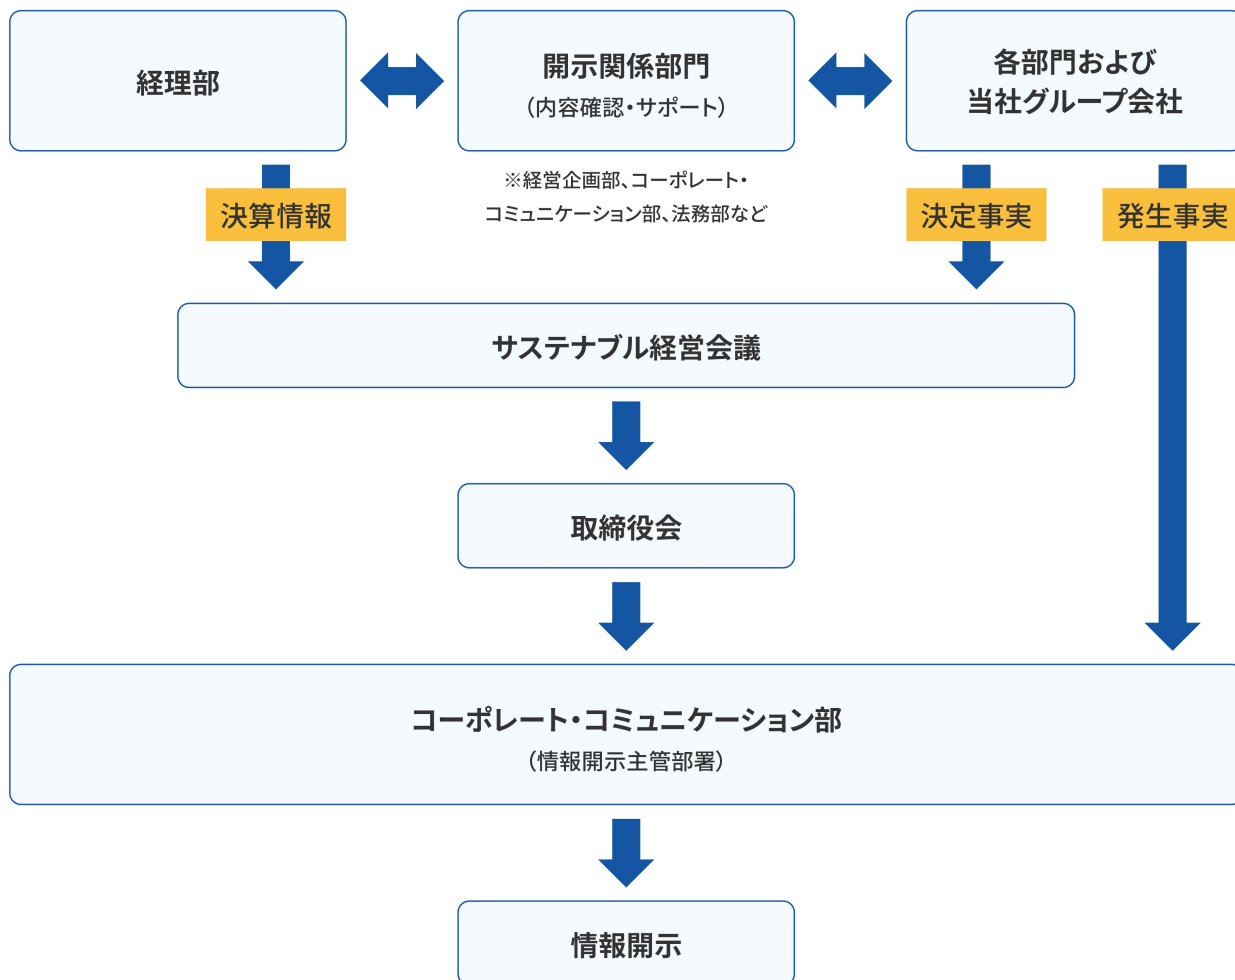 経理部
開示関係部門
（内容確認・サポート）
各部門および
当社グループ会社
※経営企画部、コーポレート・
コミュニケーション部、法務部など
決算情報
決定事実
発生事実
サステナブル経営会議
取締役会
コーポレート・コミュニケーション部
（情報開示主管部署）
情報開示